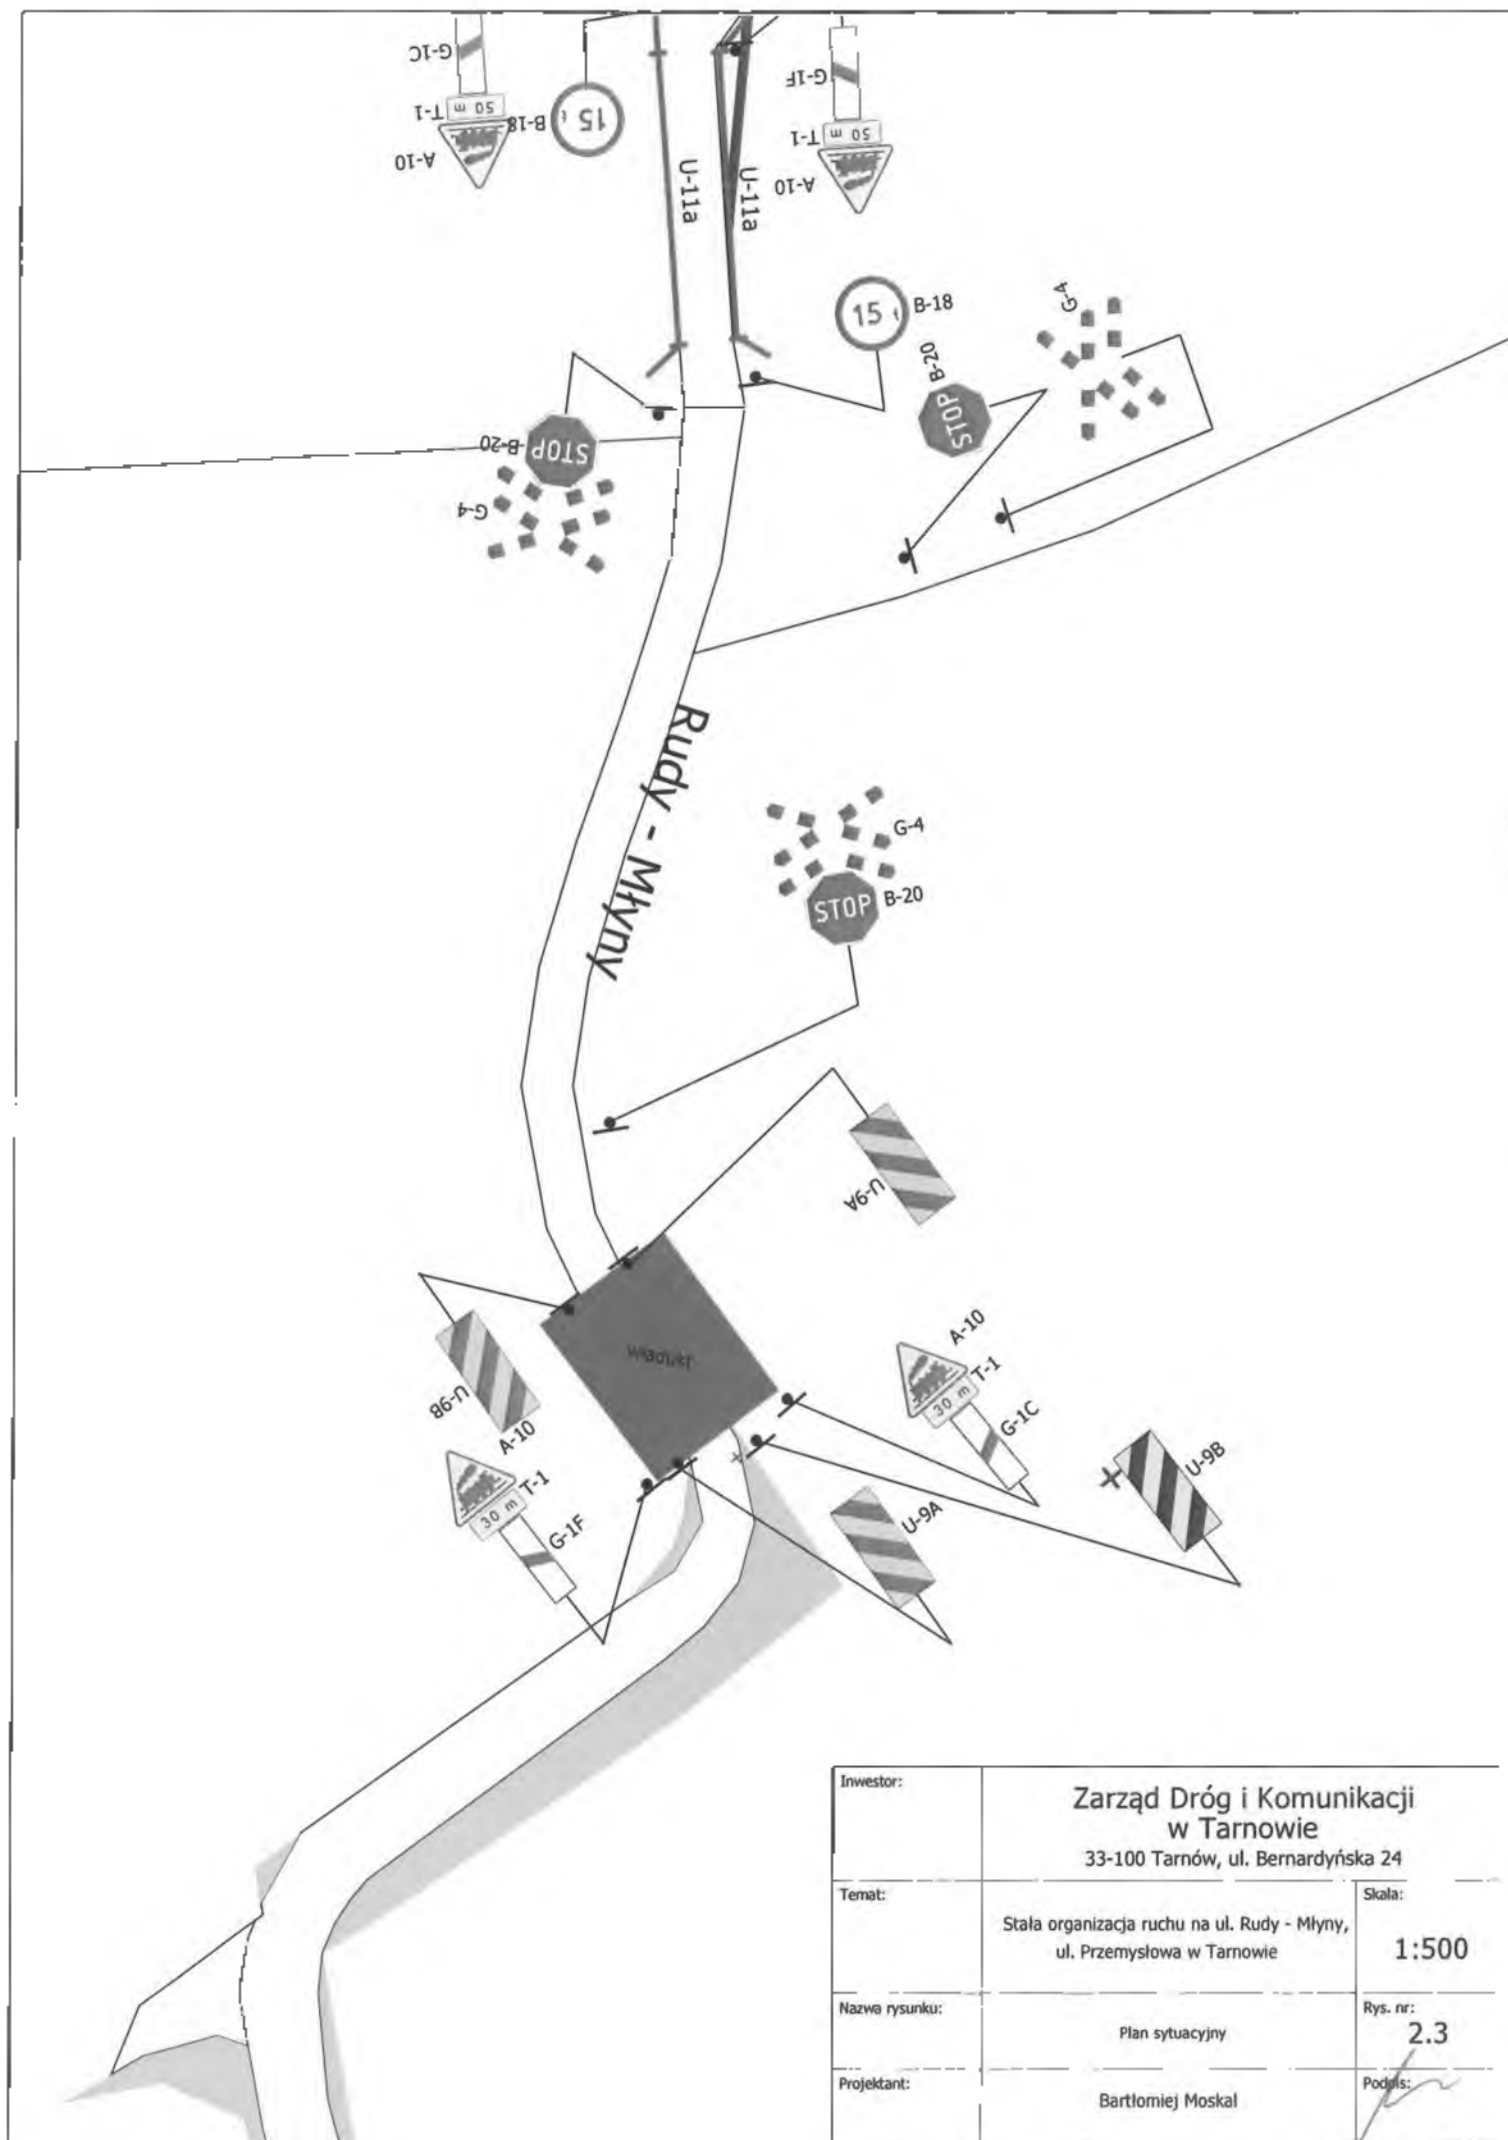 G-1C
50 m
T-1
A-10
15 t
B-18
U-11a
U-11a
G-1F
50 m
T-1
A-10
15 t
B-18
G-4
B-20
STOP
B-20
STOP
G-4
Rudy - Młyny
G-4
STOP
B-20
U-9A
wiadukt
U-9B
A-10
T-1
30 m
G-1C
A-10
T-1
30 m
G-1F
U-9A
U-9B
Inwestor:
Zarząd Dróg i Komunikacji
w Tarnowie
33-100 Tarnów, ul. Bernardyńska 24
Temat:
Stała organizacja ruchu na ul. Rudy - Młyny,
ul. Przemysłowa w Tarnowie
Skala:
1:500
Nazwa rysunku:
Plan sytuacyjny
Rys. nr:
2.3
Projektant:
Bartłomiej Moskal
Podpis: